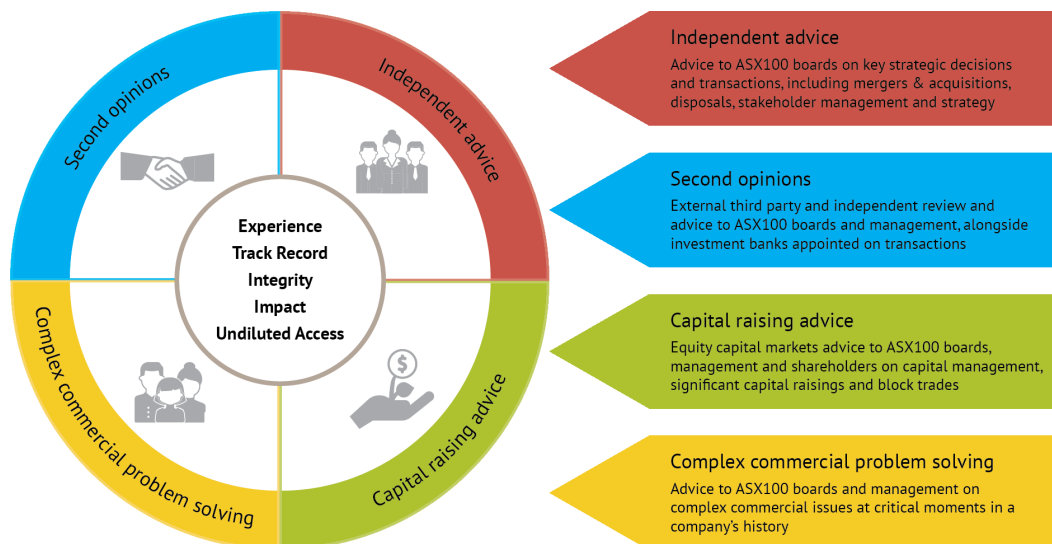 Second opinions
Independent advice
Experience
Track Record
Integrity
Impact
Undiluted Access
Complex commercial problem solving
Capital raising advice
$
Independent advice
Advice to ASX100 boards on key strategic decisions
and transactions, including mergers & acquisitions,
disposals, stakeholder management and strategy
Second opinions
External third party and independent review and
advice to ASX100 boards and management, alongside
investment banks appointed on transactions
Capital raising advice
Equity capital markets advice to ASX100 boards,
management and shareholders on capital management,
significant capital raisings and block trades
Complex commercial problem solving
Advice to ASX100 boards and management on
complex commercial issues at critical moments in a
company's history